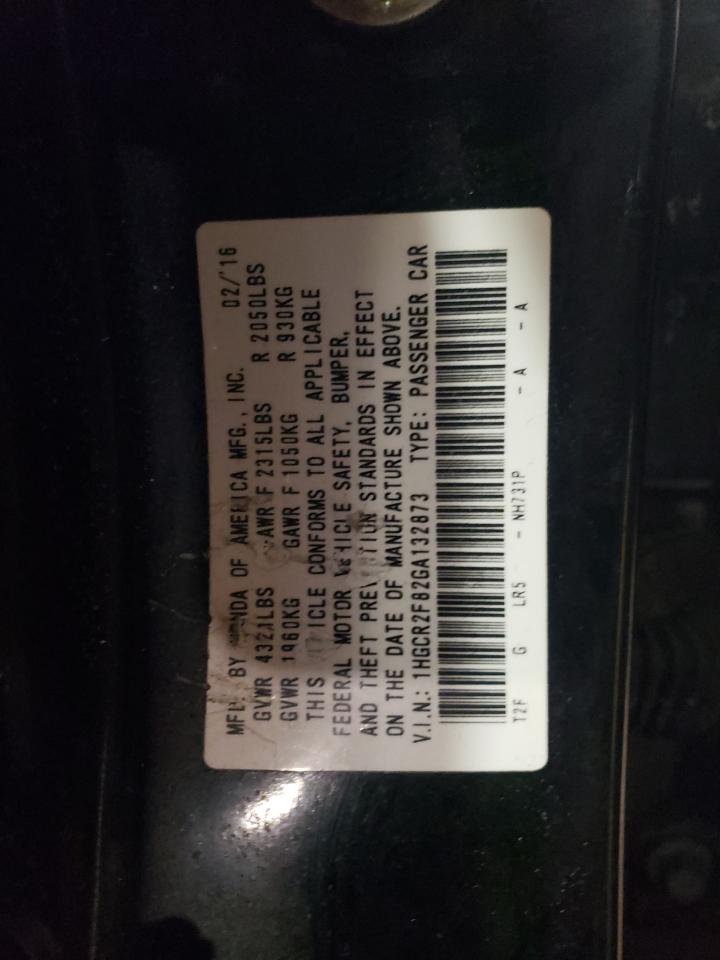 MFD. BY HONDA OF AMERICA MFG., INC. 02/'16
GVWR 4321LBS GAWR F 2315LBS R 2050LBS
GVWR 1960KG GAWR F 1050KG R 930KG
THIS VEHICLE CONFORMS TO ALL APPLICABLE
FEDERAL MOTOR VEHICLE SAFETY, BUMPER,
AND THEFT PREVENTION STANDARDS IN EFFECT
ON THE DATE OF MANUFACTURE SHOWN ABOVE.
V.I.N.: 1HGCR2F82GA132873 TYPE: PASSENGER CAR
T2F G LR5 - NH731P - A - A